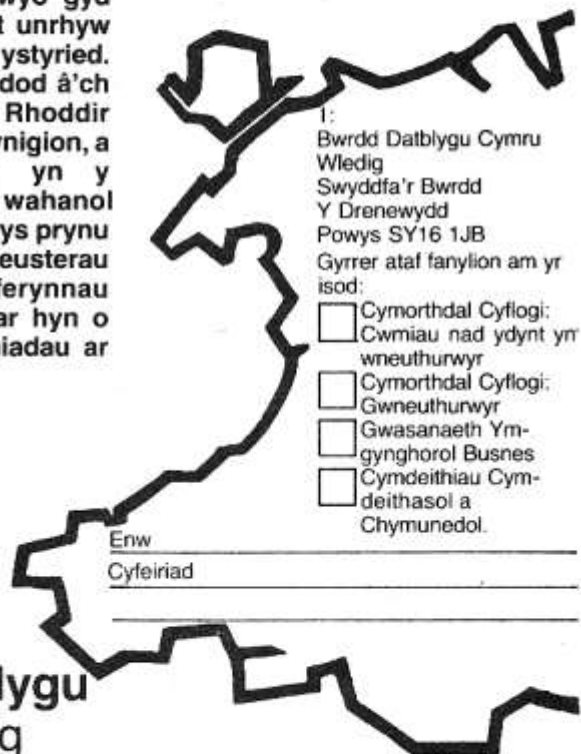 wyo gyd
t unrhyw
ystyried.
dod â'ch
Rhoddir
nigion, a
yn y
wahanol
ys prynu
eusterau
ferynnau
ar hyn o
iadau ar
I:
Bwrdd Datblygu Cymru
Wledig
Swyddfa'r Bwrdd
Y Drenewydd
Powys SY16 1JB
Gyrrer ataf fanylion am yr
isod:
Cymorthdal Cyflogi:
Cwmiau nad ydynt yn
wneuthurwyr
Cymorthdal Cyflogi:
Gwneuthurwyr
Gwasanaeth Ym-
gynghorol Busnes
Cymdeithiau Cym-
deithasol a
Chymunedol.
Enw
Cyfeiriad
lygu